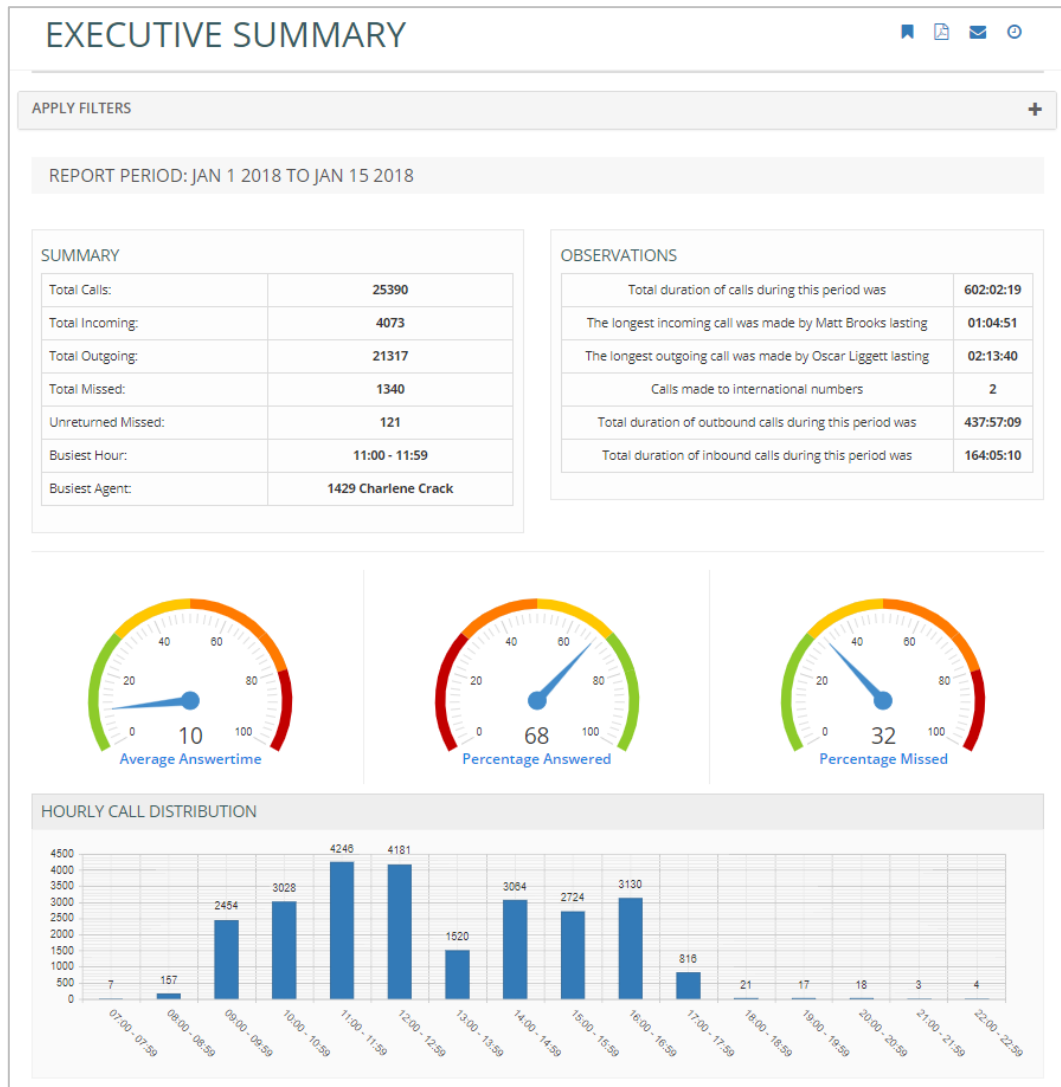 EXECUTIVE SUMMARY
APPLY FILTERS
REPORT PERIOD: JAN 1 2018 TO JAN 15 2018
SUMMARY
Total Calls: 25390
Total Incoming: 4073
Total Outgoing: 21317
Total Missed: 1340
Unreturned Missed: 121
Busiest Hour: 11:00 - 11:59
Busiest Agent: 1429 Charlene Crack
OBSERVATIONS
Total duration of calls during this period was 602:02:19
The longest incoming call was made by Matt Brooks lasting 01:04:51
The longest outgoing call was made by Oscar Liggett lasting 02:13:40
Calls made to international numbers 2
Total duration of outbound calls during this period was 437:57:09
Total duration of inbound calls during this period was 164:05:10
0 20 40 60 80 100
10
Average Answertime
0 20 40 60 80 100
68
Percentage Answered
0 20 40 60 80 100
32
Percentage Missed
HOURLY CALL DISTRIBUTION
4500
4000
3500
3000
2500
2000
1500
1000
500
0
7 157 2454 3028 4246 4181 1520 3064 2724 3130 816 21 17 18 3 4
07:00 - 07:59
08:00 - 08:59
09:00 - 09:59
10:00 - 10:59
11:00 - 11:59
12:00 - 12:59
13:00 - 13:59
14:00 - 14:59
15:00 - 15:59
16:00 - 16:59
17:00 - 17:59
18:00 - 18:59
19:00 - 19:59
20:00 - 20:59
21:00 - 21:59
22:00 - 22:59